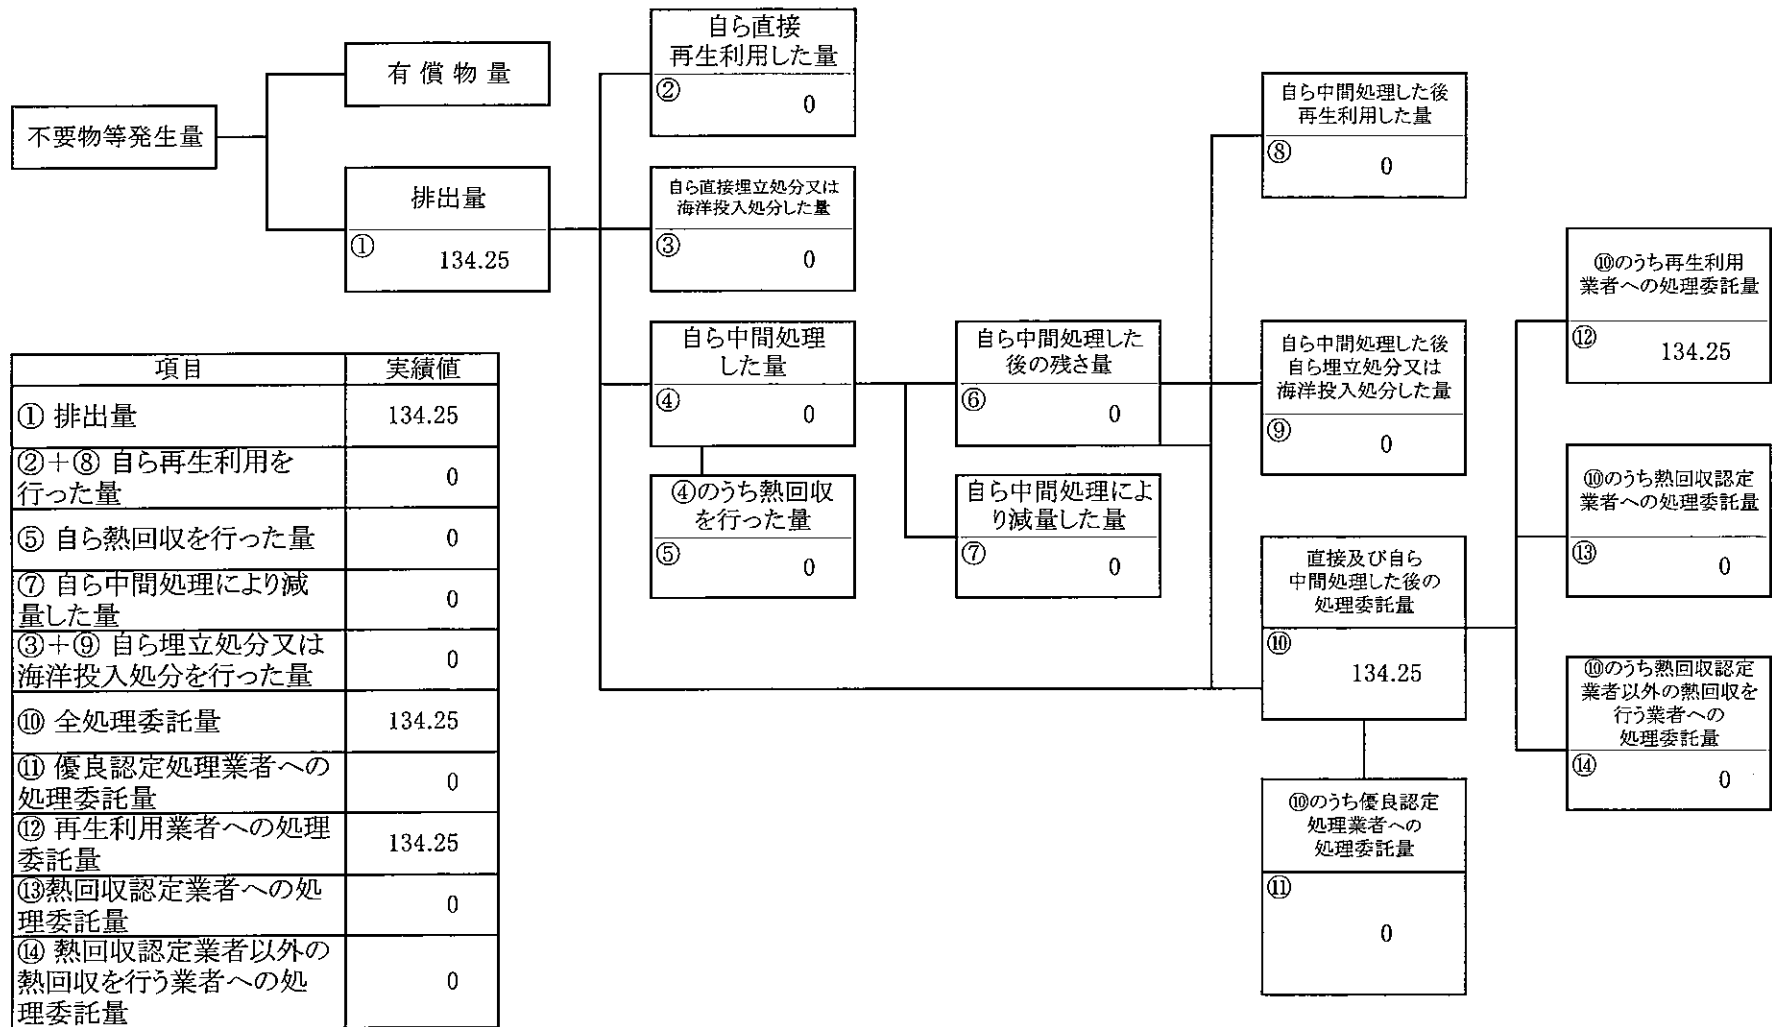 不要物等発生量
有償物量
排出量
①
134.25
自ら直接
再生利用した量
②
0
自ら直接埋立処分又は
海洋投入処分した量
③
0
自ら中間処理
した量
④
0
④のうち熱回収
を行った量
⑤
0
自ら中間処理した
後の残さ量
⑥
0
自ら中間処理によ
り減量した量
⑦
0
自ら中間処理した後
再生利用した量
⑧
0
自ら中間処理した後
自ら埋立処分又は
海洋投入処分した量
⑨
0
直接及び自ら
中間処理した後の
処理委託量
⑩
134.25
⑩のうち優良認定
処理業者への
処理委託量
⑪
0
⑩のうち再生利用
業者への処理委託量
⑫
134.25
⑩のうち熱回収認定
業者への処理委託量
⑬
0
⑩のうち熱回収認定
業者以外の熱回収を
行う業者への
処理委託量
⑭
0
項目 実績値
① 排出量 134.25
②+⑧ 自ら再生利用を
行った量 0
⑤ 自ら熱回収を行った量 0
⑦ 自ら中間処理により減
量した量 0
③+⑨ 自ら埋立処分又は
海洋投入処分を行った量 0
⑩ 全処理委託量 134.25
⑪ 優良認定処理業者への
処理委託量 0
⑫ 再生利用業者への処理
委託量 134.25
⑬熱回収認定業者への処
理委託量 0
⑭ 熱回収認定業者以外の
熱回収を行う業者への処
理委託量 0